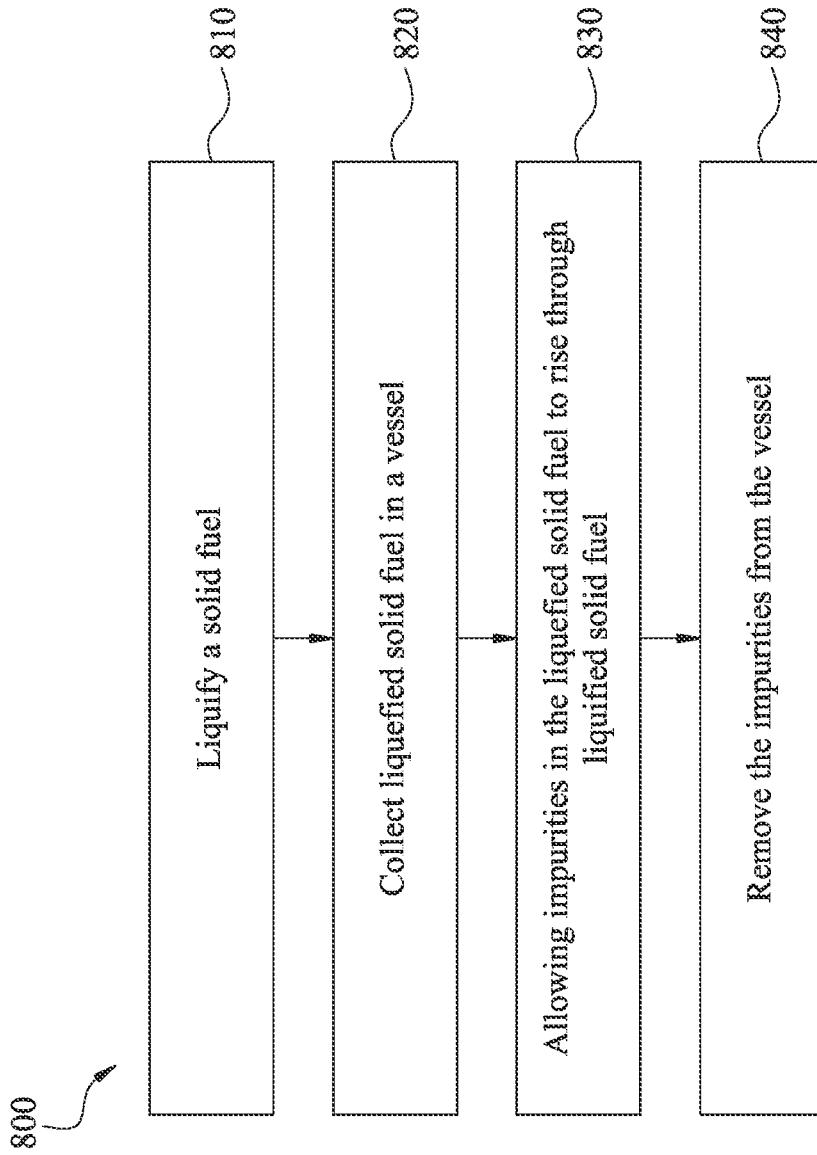 800
Liquify a solid fuel
810
Collect liquefied solid fuel in a vessel
820
Allowing impurities in the liquefied solid fuel to rise through
liquified solid fuel
830
Remove the impurities from the vessel
840